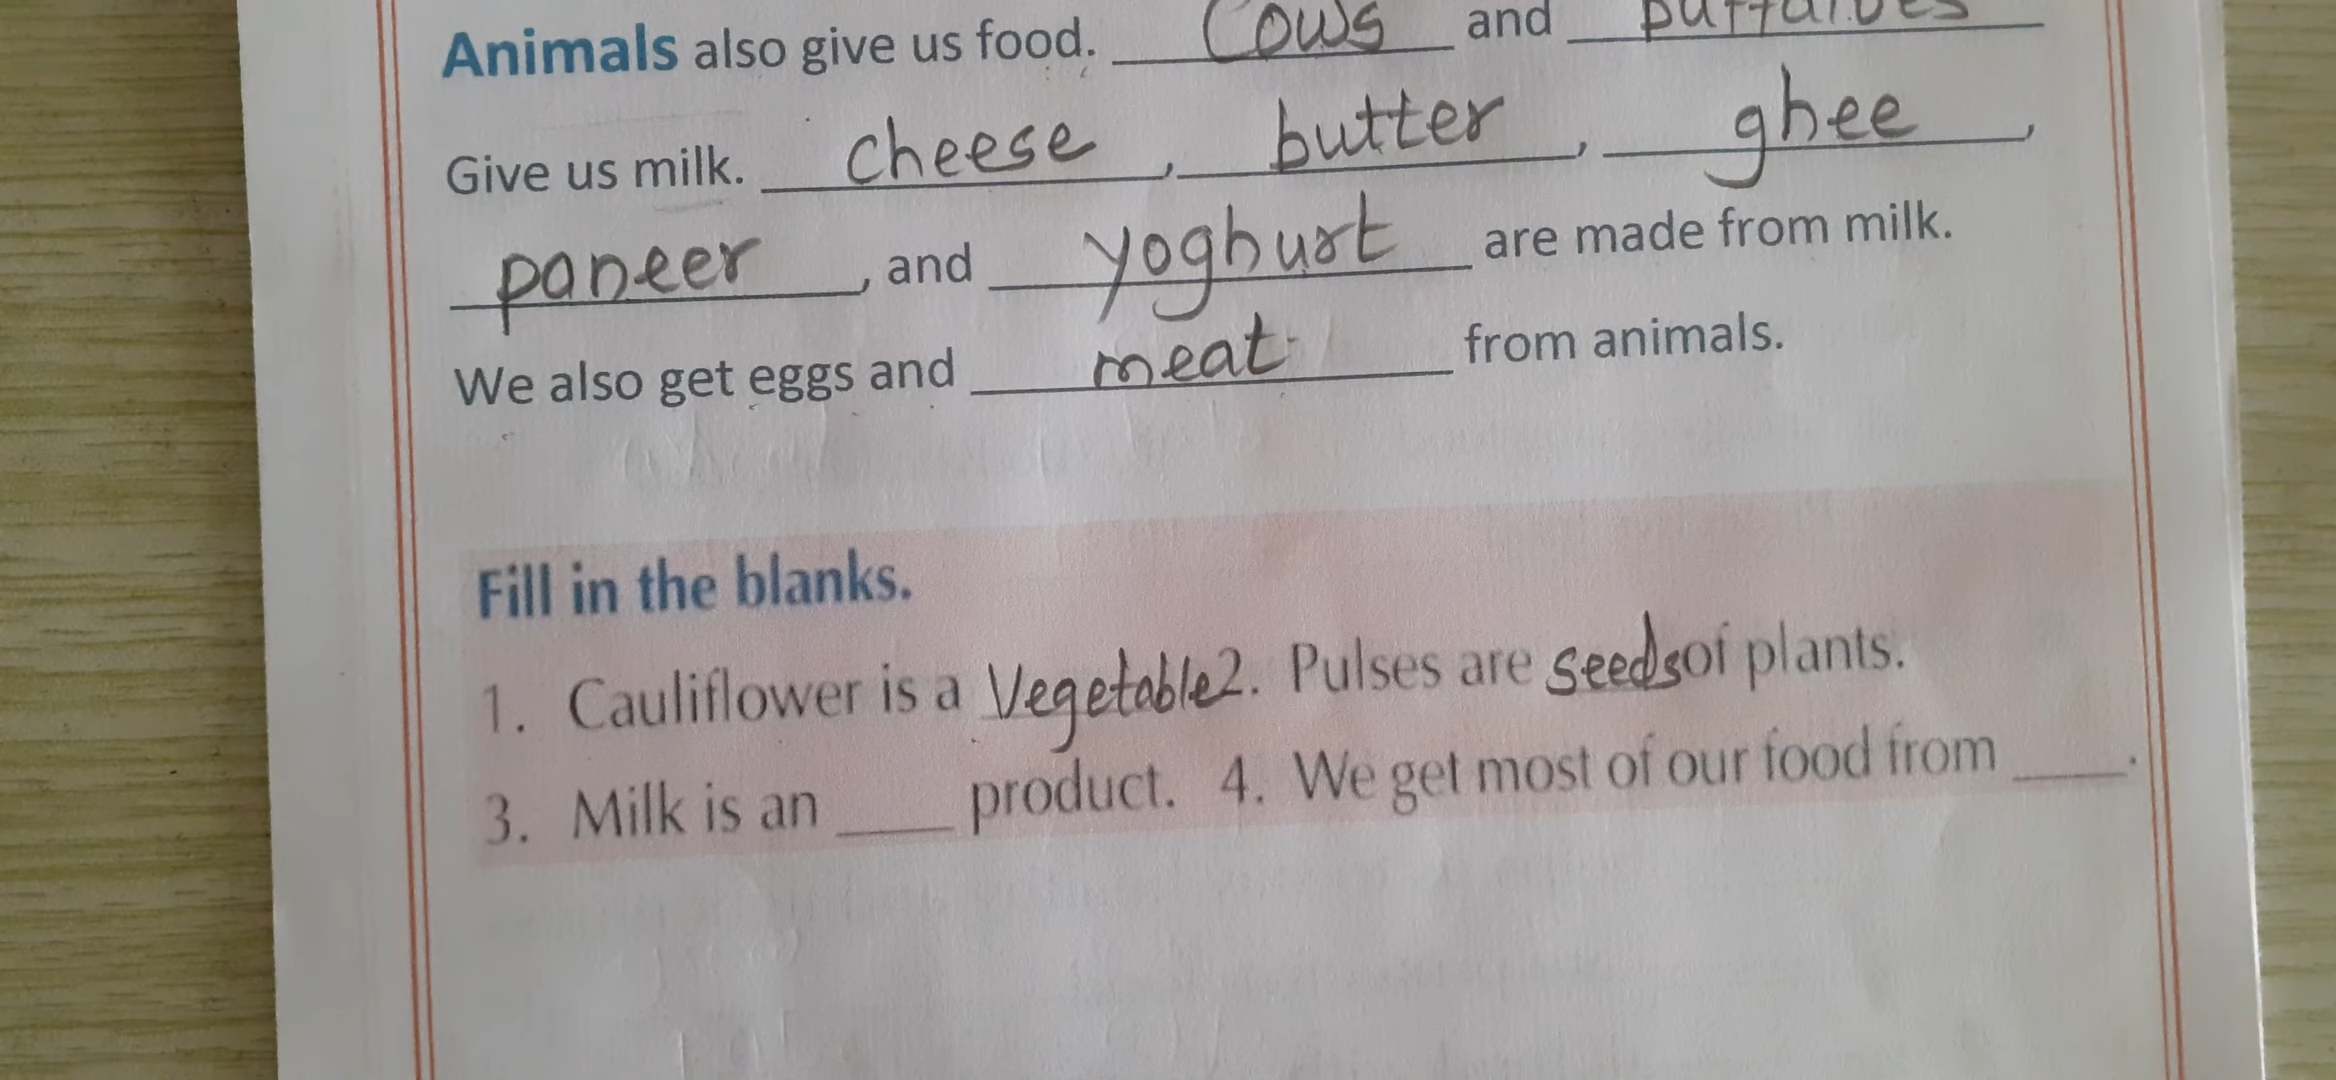 Animals also give us food. Cows and buffaloes
Give us milk. cheese, butter, ghee,
paneer, and yoghurt are made from milk.
We also get eggs and meat from animals.
Fill in the blanks.
1. Cauliflower is a Vegetable 2. Pulses are seeds of plants.
3. Milk is an ____ product. 4. We get most of our food from ____.